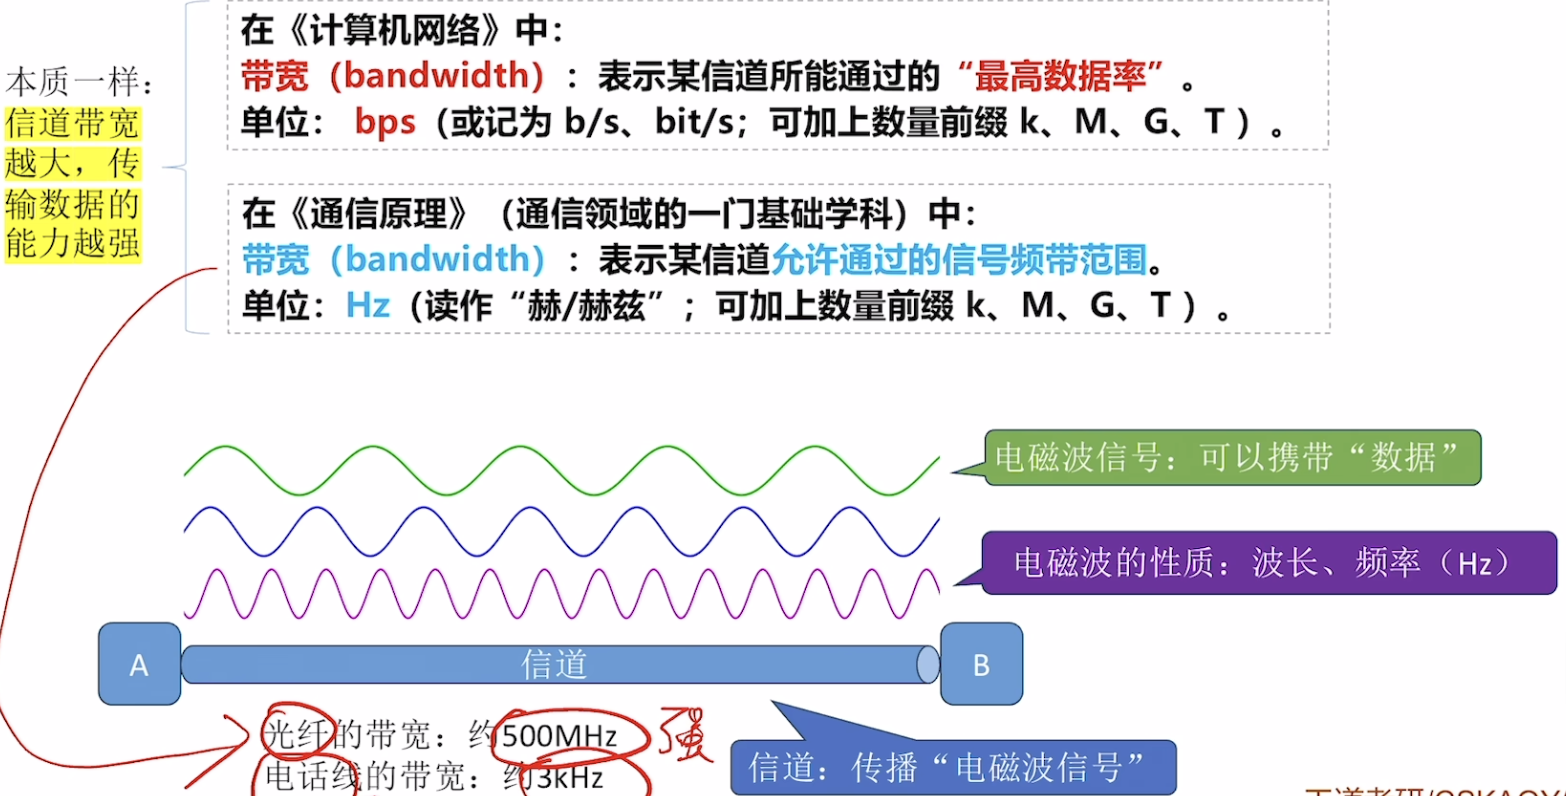 本质一样：
信道带宽
越大，传
输数据的
能力越强
在《计算机网络》中：
带宽（bandwidth）：表示某信道所能通过的“最高数据率”。
单位： bps（或记为 b/s、bit/s；可加上数量前缀 k、M、G、T ）。
在《通信原理》（通信领域的一门基础学科）中：
带宽（bandwidth）：表示某信道允许通过的信号频带范围。
单位：Hz（读作“赫/赫兹”；可加上数量前缀 k、M、G、T ）。
电磁波信号：可以携带“数据”
电磁波的性质：波长、频率（Hz）
A
信道
B
光纤的带宽：约500MHz
强
电话线的带宽：约3kHz
信道：传播“电磁波信号”